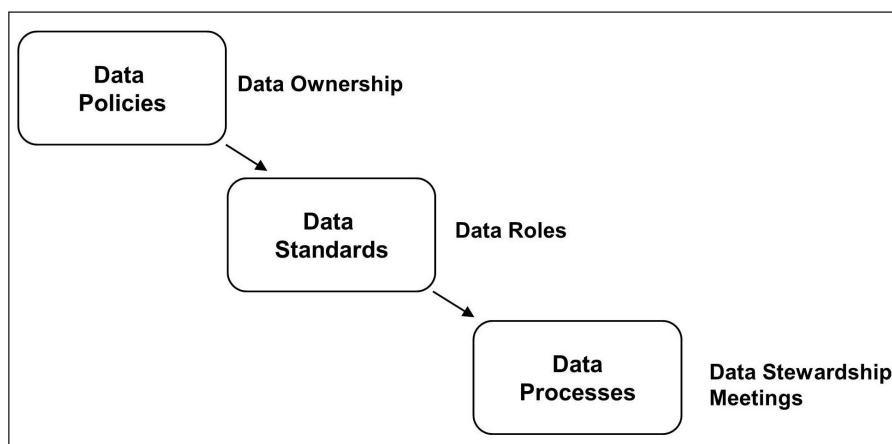 Data
Policies
Data Ownership
Data
Standards
Data Roles
Data
Processes
Data Stewardship
Meetings